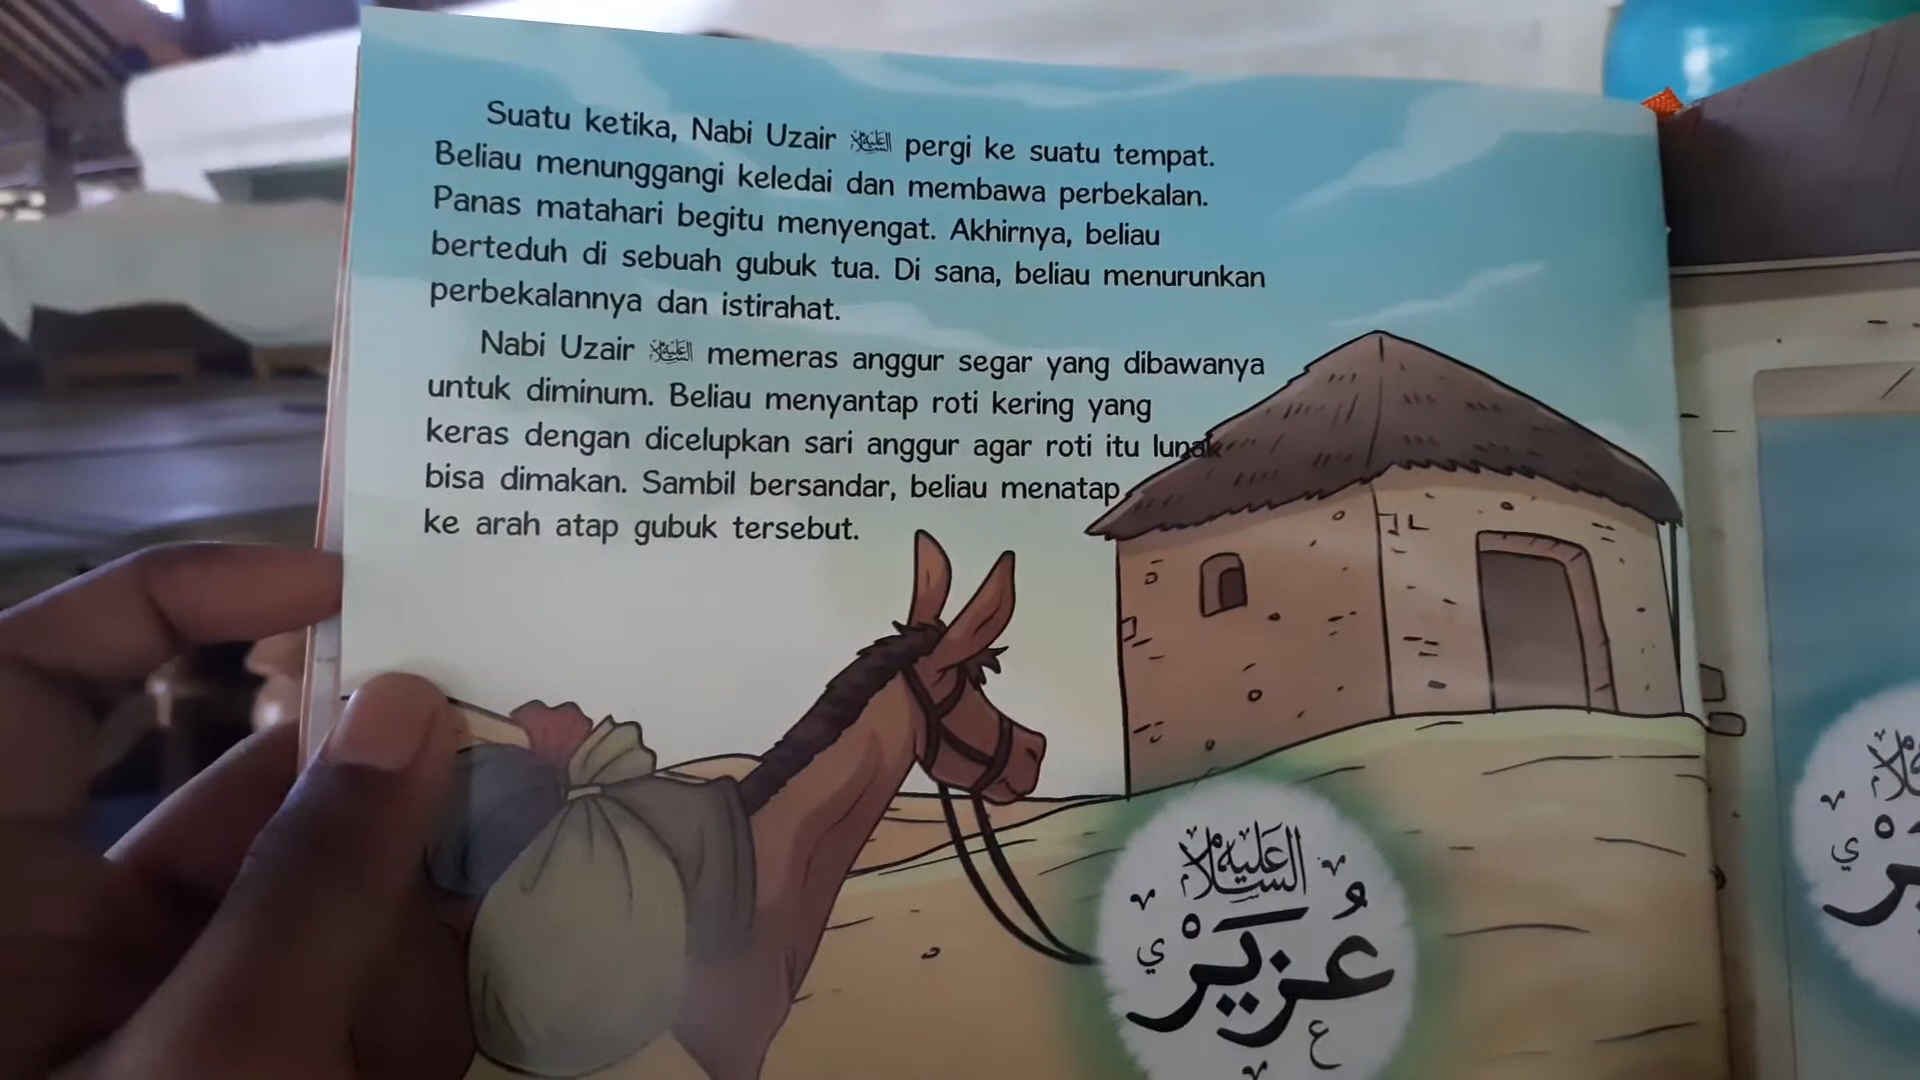 Suatu ketika, Nabi Uzair عليه السلام pergi ke suatu tempat.
Beliau menunggangi keledai dan membawa perbekalan.
Panas matahari begitu menyengat. Akhirnya, beliau
berteduh di sebuah gubuk tua. Di sana, beliau menurunkan
perbekalannya dan istirahat.
Nabi Uzair عليه السلام memeras anggur segar yang dibawanya
untuk diminum. Beliau menyantap roti kering yang
keras dengan dicelupkan sari anggur agar roti itu lunak
bisa dimakan. Sambil bersandar, beliau menatap
ke arah atap gubuk tersebut.
عَلَيْهِ السَّلَام
عُزَيْر